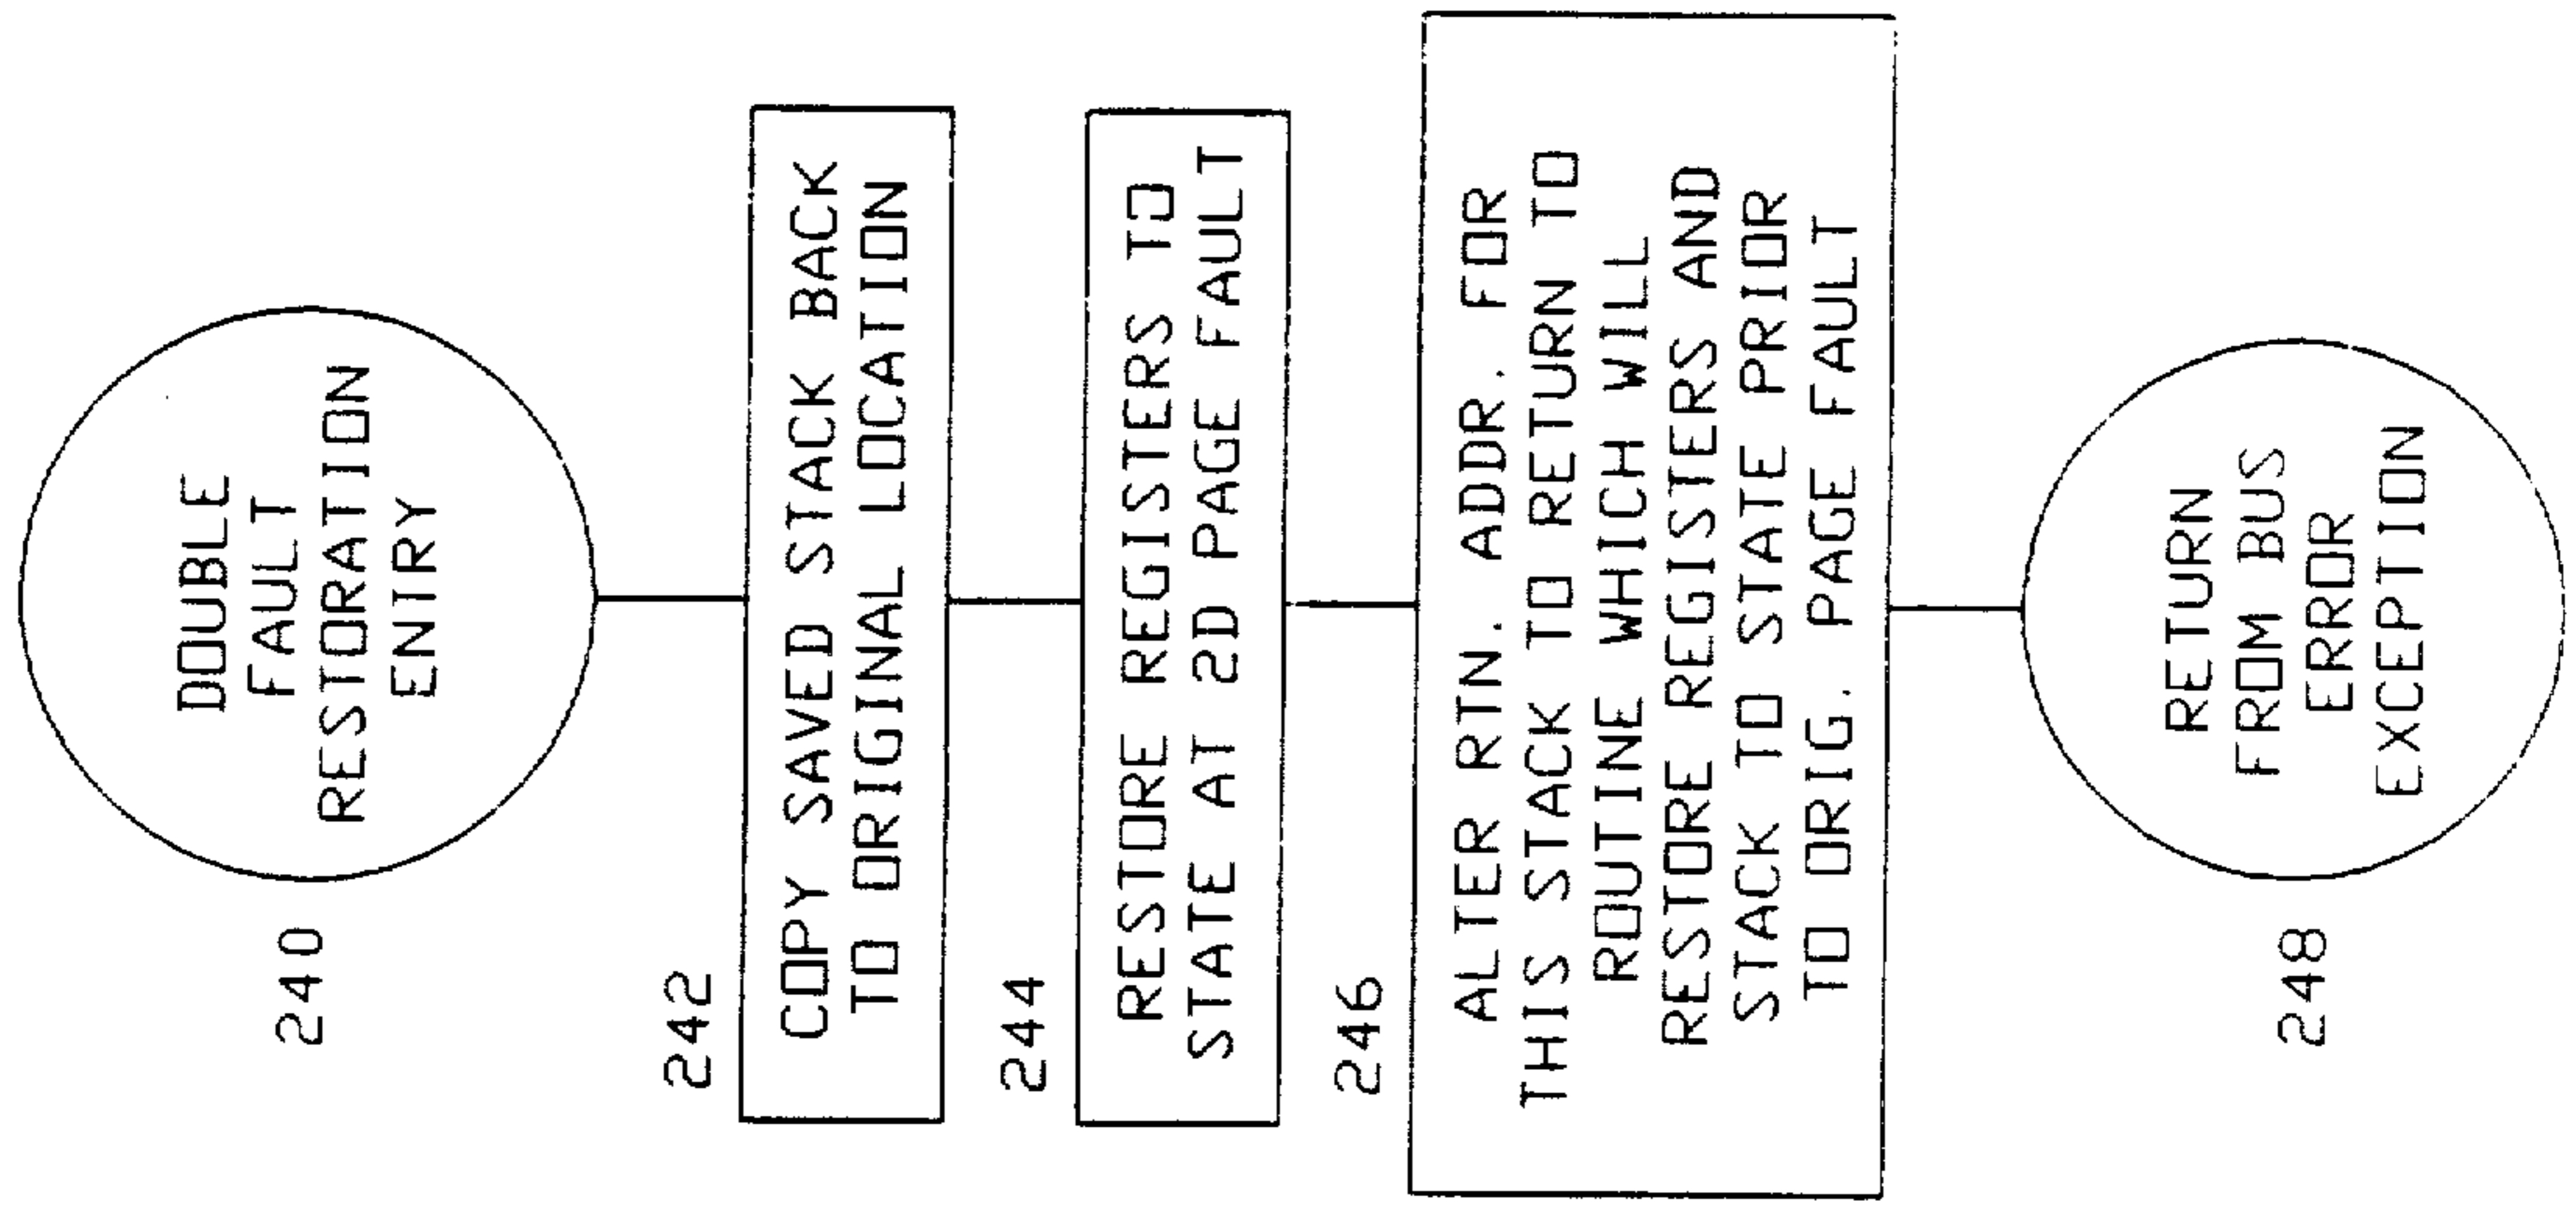 240
DOUBLE
FAULT
RESTORATION
ENTRY
242
COPY SAVED STACK BACK
TO ORIGINAL LOCATION
244
RESTORE REGISTERS TO
STATE AT 2D PAGE FAULT
246
ALTER RTN. ADDR. FOR
THIS STACK TO RETURN TO
ROUTINE WHICH WILL
RESTORE REGISTERS AND
STACK TO STATE PRIOR
TO ORIG. PAGE FAULT
248
RETURN
FROM BUS
ERROR
EXCEPTION